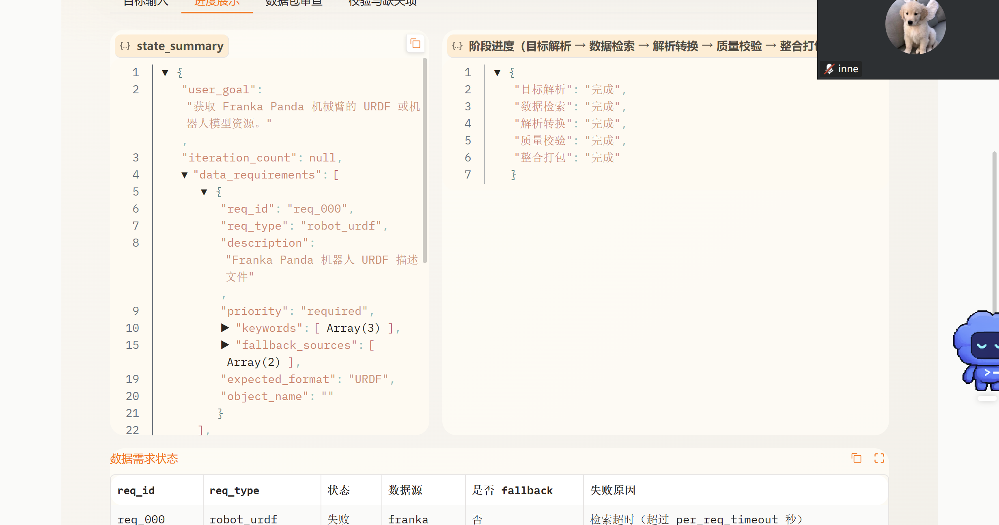 目标输入
进度展示
数据包审查
校验与缺失项
inne
{..} state_summary
1 ▼ {
2 "user_goal":
"获取 Franka Panda 机械臂的 URDF 或机
器人模型资源。"
,
3 "iteration_count": null,
4 ▼ "data_requirements": [
5 ▼ {
6 "req_id": "req_000",
7 "req_type": "robot_urdf",
8 "description":
"Franka Panda 机器人 URDF 描述
文件"
,
9 "priority": "required",
10 ▶ "keywords": [ Array(3) ],
15 ▶ "fallback_sources": [
Array(2) ],
19 "expected_format": "URDF",
20 "object_name": ""
21 }
22 ],
{..} 阶段进度（目标解析 → 数据检索 → 解析转换 → 质量校验 → 整合打
1 ▼ {
2 "目标解析": "完成",
3 "数据检索": "完成",
4 "解析转换": "完成",
5 "质量校验": "完成",
6 "整合打包": "完成"
7 }
数据需求状态
req_id req_type 状态 数据源 是否 fallback 失败原因
req_000 robot_urdf 失败 franka 否 检索超时（超过 per_req_timeout 秒）
>-